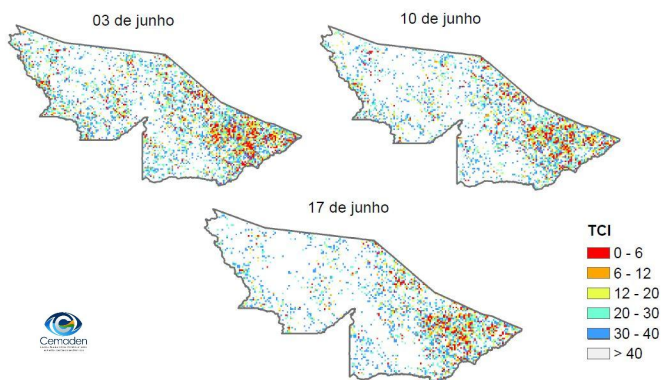 03 de junho
10 de junho
17 de junho
TCI
0 - 6
6 - 12
12 - 20
20 - 30
30 - 40
> 40
Cemaden